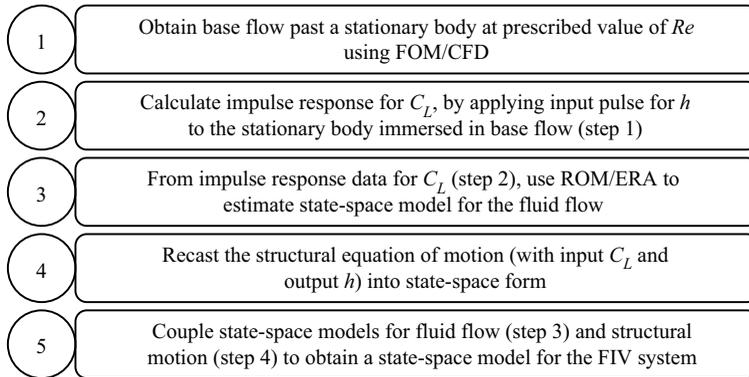 1
Obtain base flow past a stationary body at prescribed value of Re
using FOM/CFD
2
Calculate impulse response for C_L, by applying input pulse for h
to the stationary body immersed in base flow (step 1)
3
From impulse response data for C_L (step 2), use ROM/ERA to
estimate state-space model for the fluid flow
4
Recast the structural equation of motion (with input C_L and
output h) into state-space form
5
Couple state-space models for fluid flow (step 3) and structural
motion (step 4) to obtain a state-space model for the FIV system